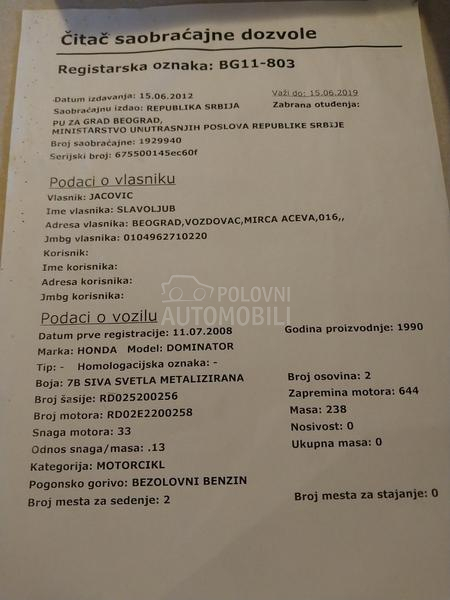 Čitač saobraćajne dozvole
Registarska oznaka: BG11-803
Datum izdavanja: 15.06.2012 Važi do: 15.06.2019
Saobraćajnu izdao: REPUBLIKA SRBIJA Zabrana otuđenja:
PU ZA GRAD BEOGRAD,
MINISTARSTVO UNUTRASNJIH POSLOVA REPUBLIKE SRBIJE
Broj saobraćajne: 1929940
Serijski broj: 675500145ec60f
Podaci o vlasniku
Vlasnik: JACOVIC
Ime vlasnika: SLAVOLJUB
Adresa vlasnika: BEOGRAD,VOZDOVAC,MIRCA ACEVA,016,,
Jmbg vlasnika: 0104962710220
Korisnik:
Ime korisnika:
Adresa korisnika:
Jmbg korisnika:
POLOVNI
AUTOMOBILI
Podaci o vozilu
Datum prve registracije: 11.07.2008 Godina proizvodnje: 1990
Marka: HONDA Model: DOMINATOR
Tip: - Homologacijska oznaka: -
Boja: 7B SIVA SVETLA METALIZIRANA Broj osovina: 2
Broj šasije: RD025200256 Zapremina motora: 644
Broj motora: RD02E2200258 Masa: 238
Snaga motora: 33 Nosivost: 0
Odnos snaga/masa: .13 Ukupna masa: 0
Kategorija: MOTORCIKL
Pogonsko gorivo: BEZOLOVNI BENZIN
Broj mesta za sedenje: 2 Broj mesta za stajanje: 0